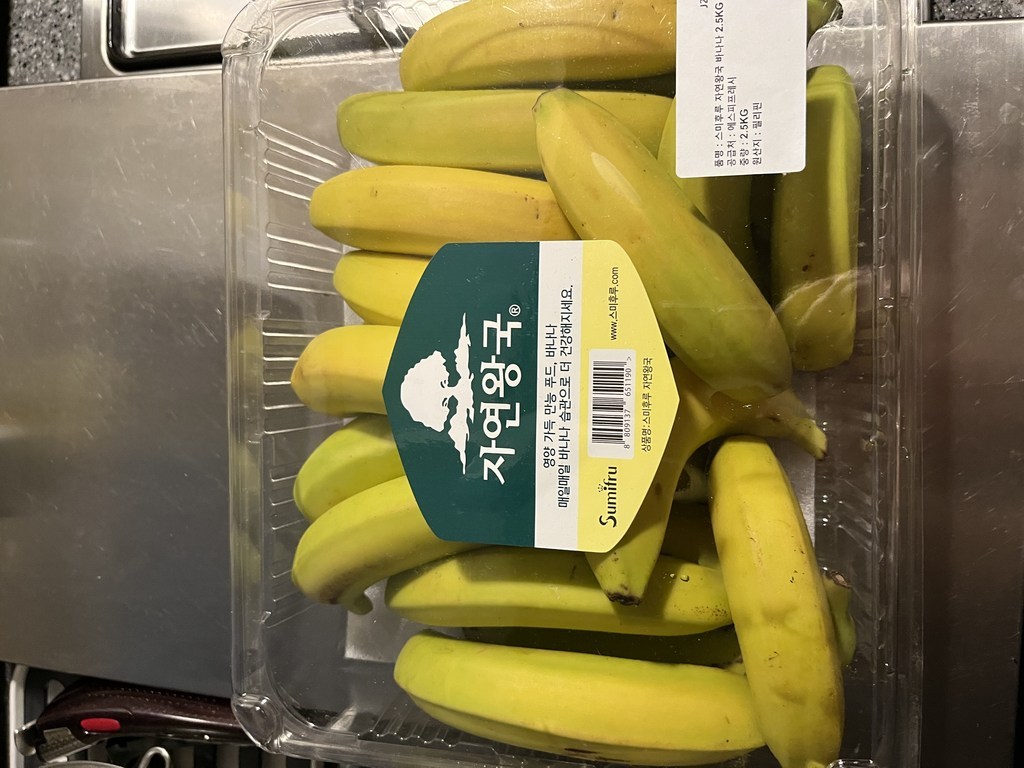 자연왕국®
영양 가득 만능 푸드, 바나나
매일매일 바나나 습관으로 더 건강해지세요.
Sumifru
8 809137 651190 >
www.스미후루.com
상품명:스미후루 자연왕국
품명 : 스미후루 자연왕국 바나나 2.5KG
공급처 : 에스피프레시
중량 : 2.5KG
원산지 : 필리핀